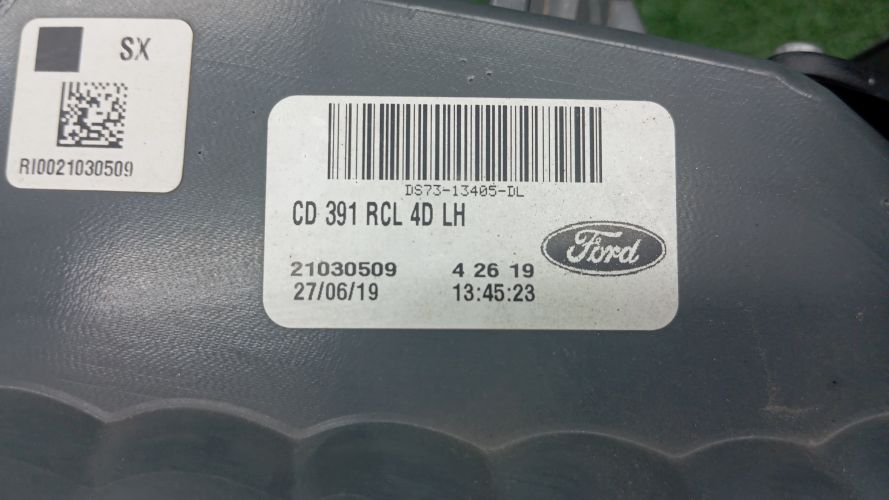 SX
RI0021030509
DS73-13405-DL
CD 391 RCL 4D LH
Ford
21030509 4 26 19
27/06/19 13:45:23